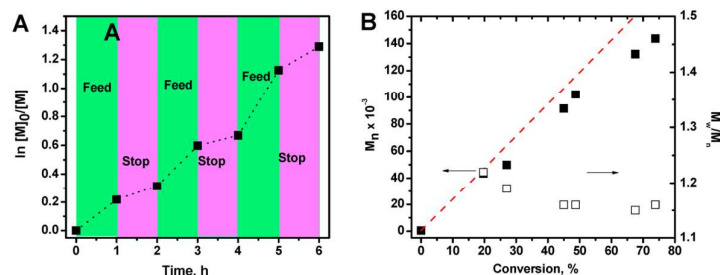 A
A
ln [M]0/[M]
1.4
1.2
1.0
0.8
0.6
0.4
0.2
0.0
Feed
Feed
Feed
Stop
Stop
Stop
0 1 2 3 4 5 6
Time, h
B
Mn x 10-3
160
140
120
100
80
60
40
20
0
0 10 20 30 40 50 60 70 80
Conversion, %
1.5
1.4
1.3
1.2
1.1
Mw/Mn